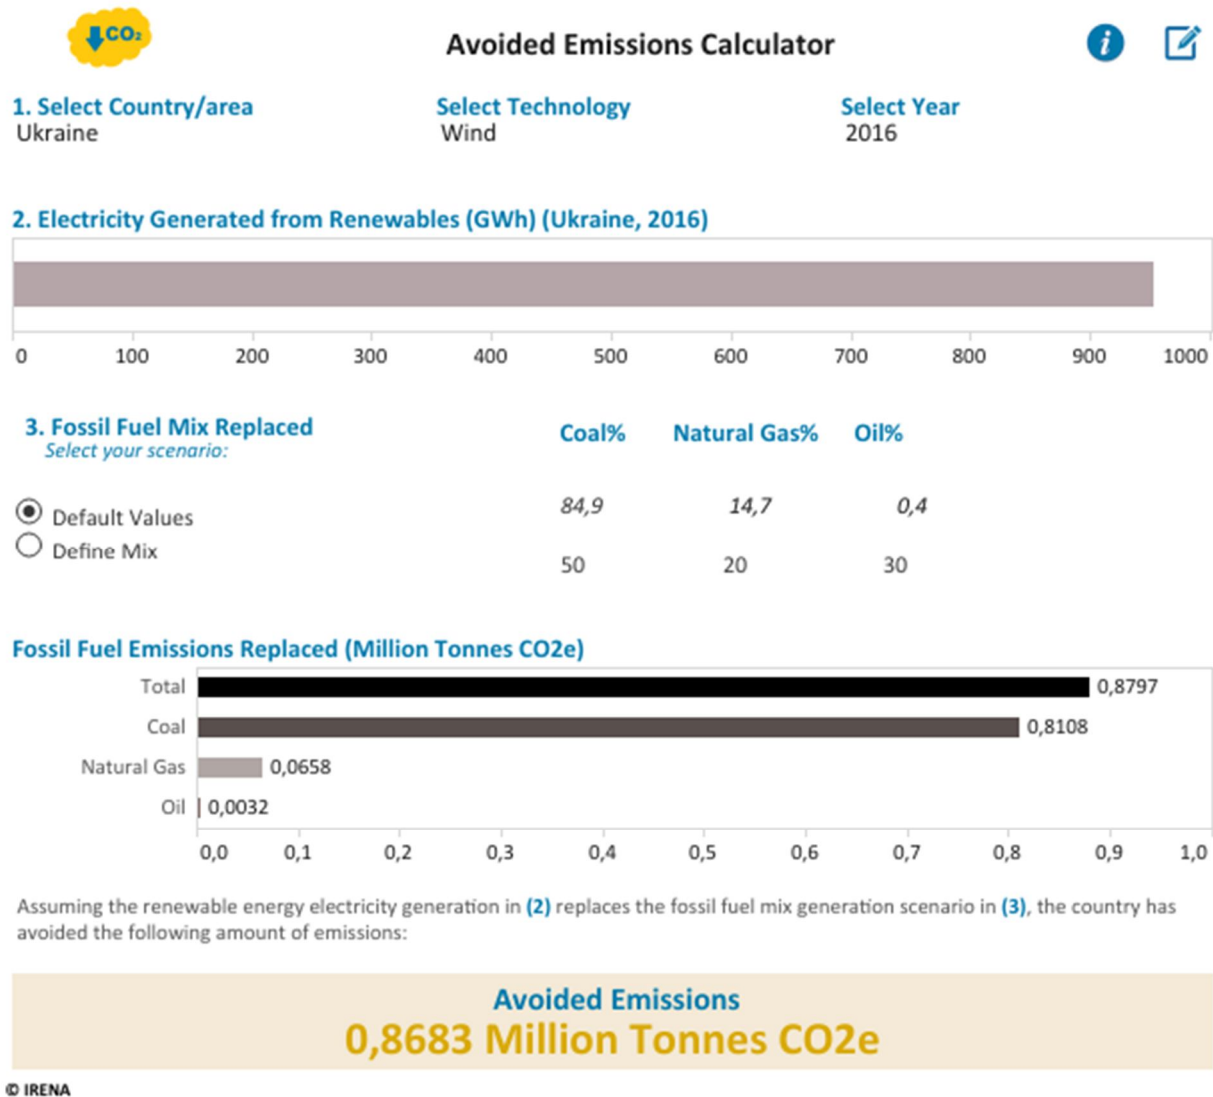 CO₂
Avoided Emissions Calculator
i
1. Select Country/area Select Technology Select Year
Ukraine Wind 2016
2. Electricity Generated from Renewables (GWh) (Ukraine, 2016)
0 100 200 300 400 500 600 700 800 900 1000
3. Fossil Fuel Mix Replaced Coal% Natural Gas% Oil%
Select your scenario:
Default Values 84,9 14,7 0,4
Define Mix 50 20 30
Fossil Fuel Emissions Replaced (Million Tonnes CO2e)
Total 0,8797
Coal 0,8108
Natural Gas 0,0658
Oil 0,0032
0,0 0,1 0,2 0,3 0,4 0,5 0,6 0,7 0,8 0,9 1,0
Assuming the renewable energy electricity generation in (2) replaces the fossil fuel mix generation scenario in (3), the country has
avoided the following amount of emissions:
Avoided Emissions
0,8683 Million Tonnes CO2e
© IRENA